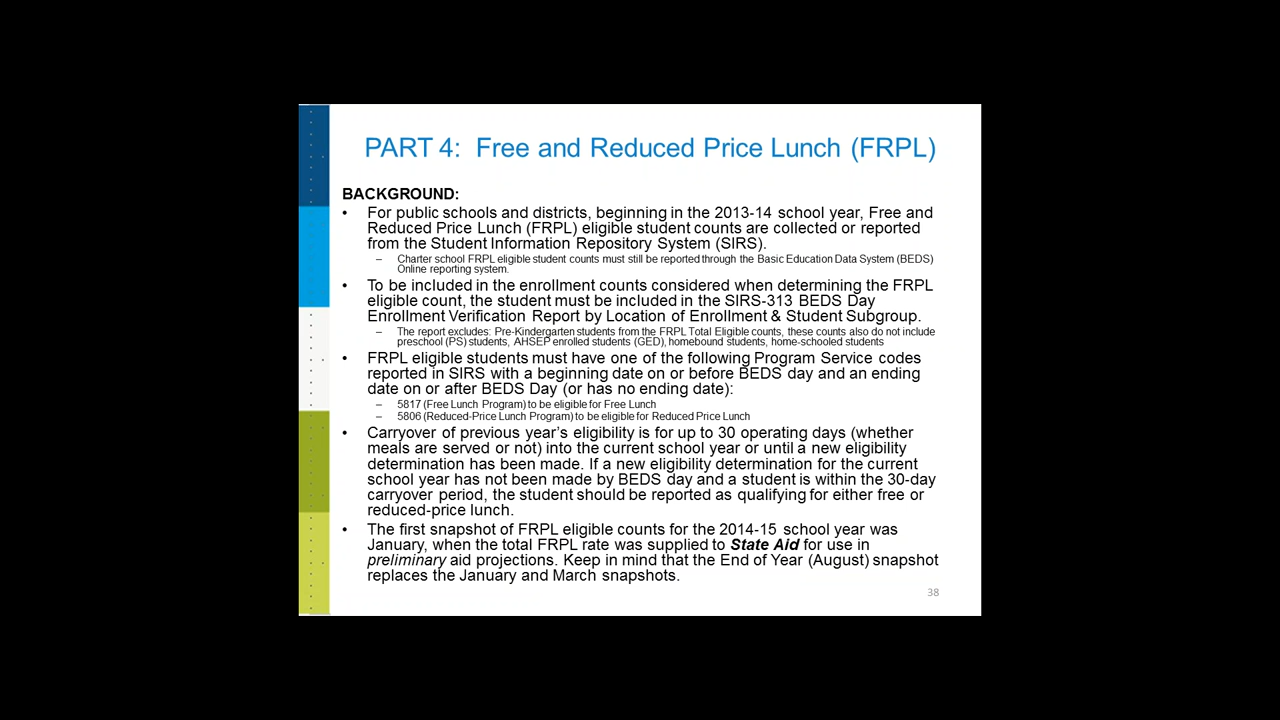 PART 4: Free and Reduced Price Lunch (FRPL)
BACKGROUND:
• For public schools and districts, beginning in the 2013-14 school year, Free and
Reduced Price Lunch (FRPL) eligible student counts are collected or reported
from the Student Information Repository System (SIRS).
– Charter school FRPL eligible student counts must still be reported through the Basic Education Data System (BEDS)
Online reporting system.
• To be included in the enrollment counts considered when determining the FRPL
eligible count, the student must be included in the SIRS-313 BEDS Day
Enrollment Verification Report by Location of Enrollment & Student Subgroup.
– The report excludes: Pre-Kindergarten students from the FRPL Total Eligible counts, these counts also do not include
preschool (PS) students, AHSEP enrolled students (GED), homebound students, home-schooled students
• FRPL eligible students must have one of the following Program Service codes
reported in SIRS with a beginning date on or before BEDS day and an ending
date on or after BEDS Day (or has no ending date):
– 5817 (Free Lunch Program) to be eligible for Free Lunch
– 5806 (Reduced-Price Lunch Program) to be eligible for Reduced Price Lunch
• Carryover of previous year's eligibility is for up to 30 operating days (whether
meals are served or not) into the current school year or until a new eligibility
determination has been made. If a new eligibility determination for the current
school year has not been made by BEDS day and a student is within the 30-day
carryover period, the student should be reported as qualifying for either free or
reduced-price lunch.
• The first snapshot of FRPL eligible counts for the 2014-15 school year was
January, when the total FRPL rate was supplied to State Aid for use in
preliminary aid projections. Keep in mind that the End of Year (August) snapshot
replaces the January and March snapshots.
38